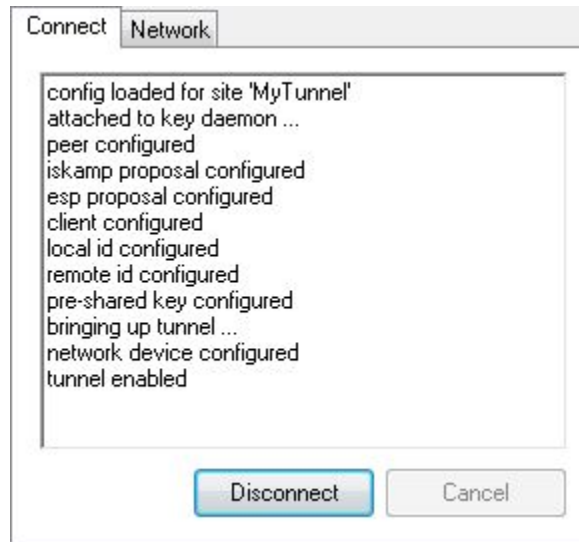 Connect Network
config loaded for site 'MyTunnel'
attached to key daemon ...
peer configured
iskamp proposal configured
esp proposal configured
client configured
local id configured
remote id configured
pre-shared key configured
bringing up tunnel ...
network device configured
tunnel enabled
Disconnect Cancel